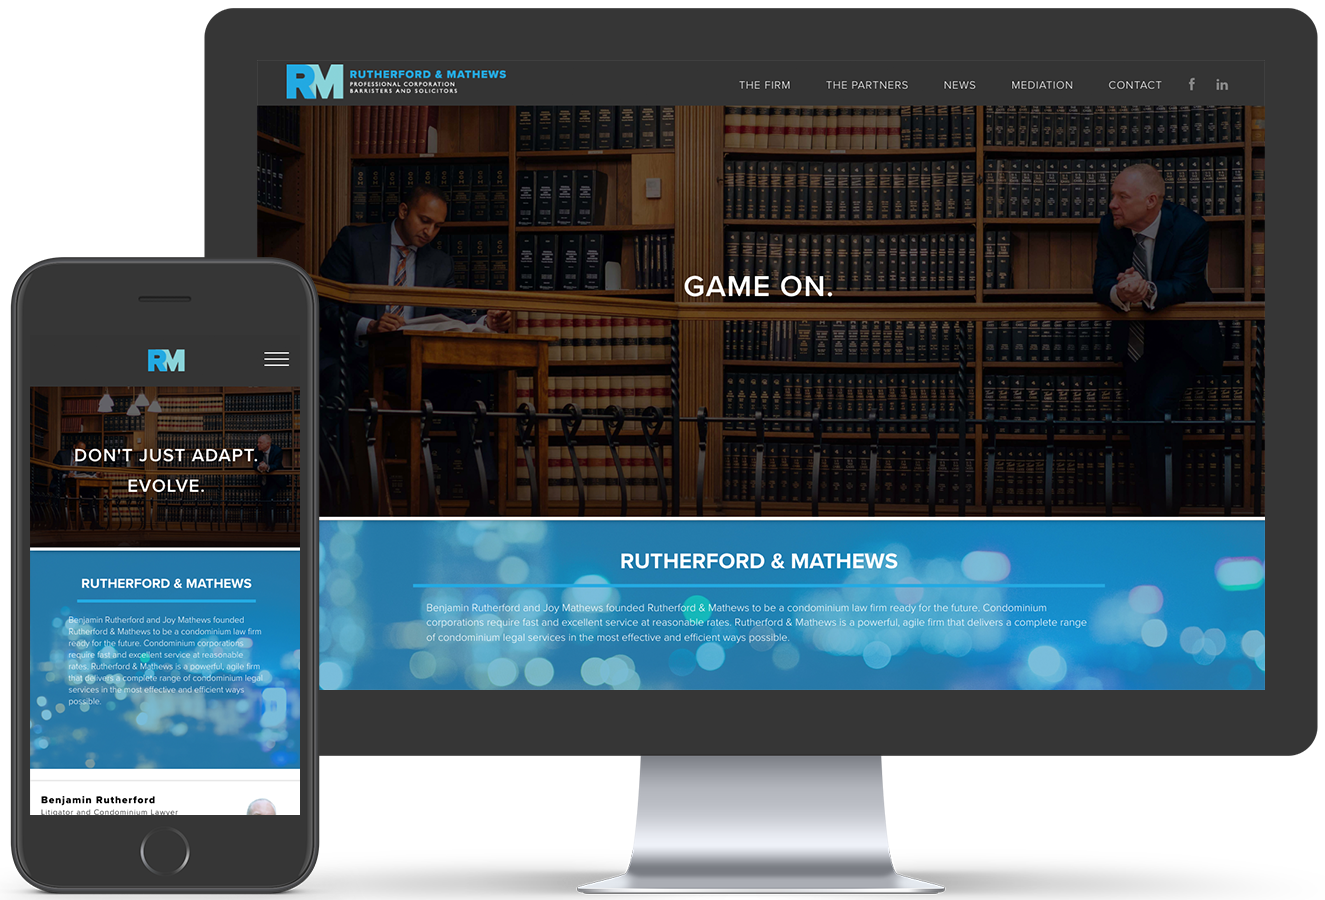 RM
RUTHERFORD & MATHEWS
PROFESSIONAL CORPORATION
BARRISTERS AND SOLICITORS
THE FIRM THE PARTNERS NEWS MEDIATION CONTACT f in
GAME ON.
RUTHERFORD & MATHEWS
Benjamin Rutherford and Joy Mathews founded Rutherford & Mathews to be a condominium law firm ready for the future. Condominium
corporations require fast and excellent service at reasonable rates. Rutherford & Mathews is a powerful, agile firm that delivers a complete range
of condominium legal services in the most effective and efficient ways possible.
RM
DON'T JUST ADAPT.
EVOLVE.
RUTHERFORD & MATHEWS
Benjamin Rutherford and Joy Mathews founded
Rutherford & Mathews to be a condominium law firm
ready for the future. Condominium corporations
require fast and excellent service at reasonable
rates. Rutherford & Mathews is a powerful, agile firm
that delivers a complete range of condominium legal
services in the most effective and efficient ways
possible.
Benjamin Rutherford
Litigator and Condominium Lawyer